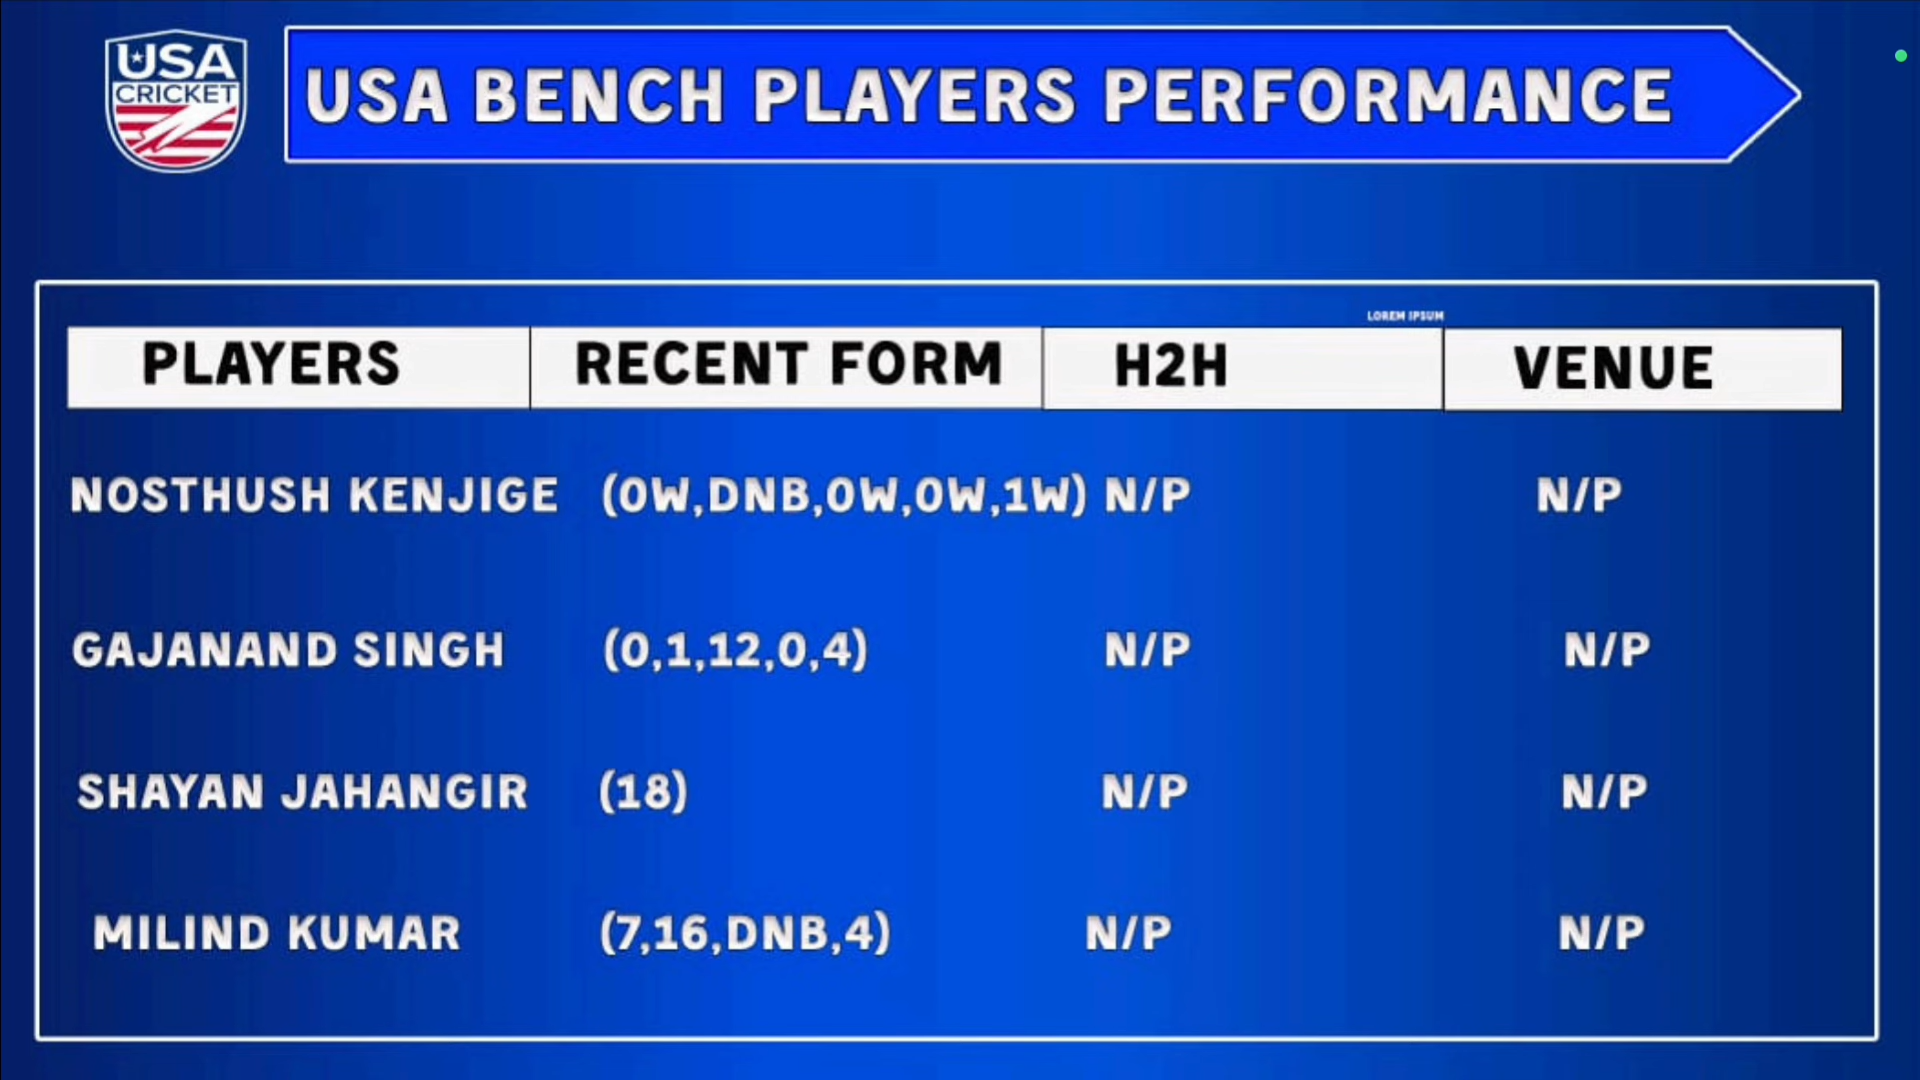 USA
CRICKET
USA BENCH PLAYERS PERFORMANCE
LOREM IPSUM
PLAYERS RECENT FORM H2H VENUE
NOSTHUSH KENJIGE (0W,DNB,0W,0W,1W) N/P N/P
GAJANAND SINGH (0,1,12,0,4) N/P N/P
SHAYAN JAHANGIR (18) N/P N/P
MILIND KUMAR (7,16,DNB,4) N/P N/P